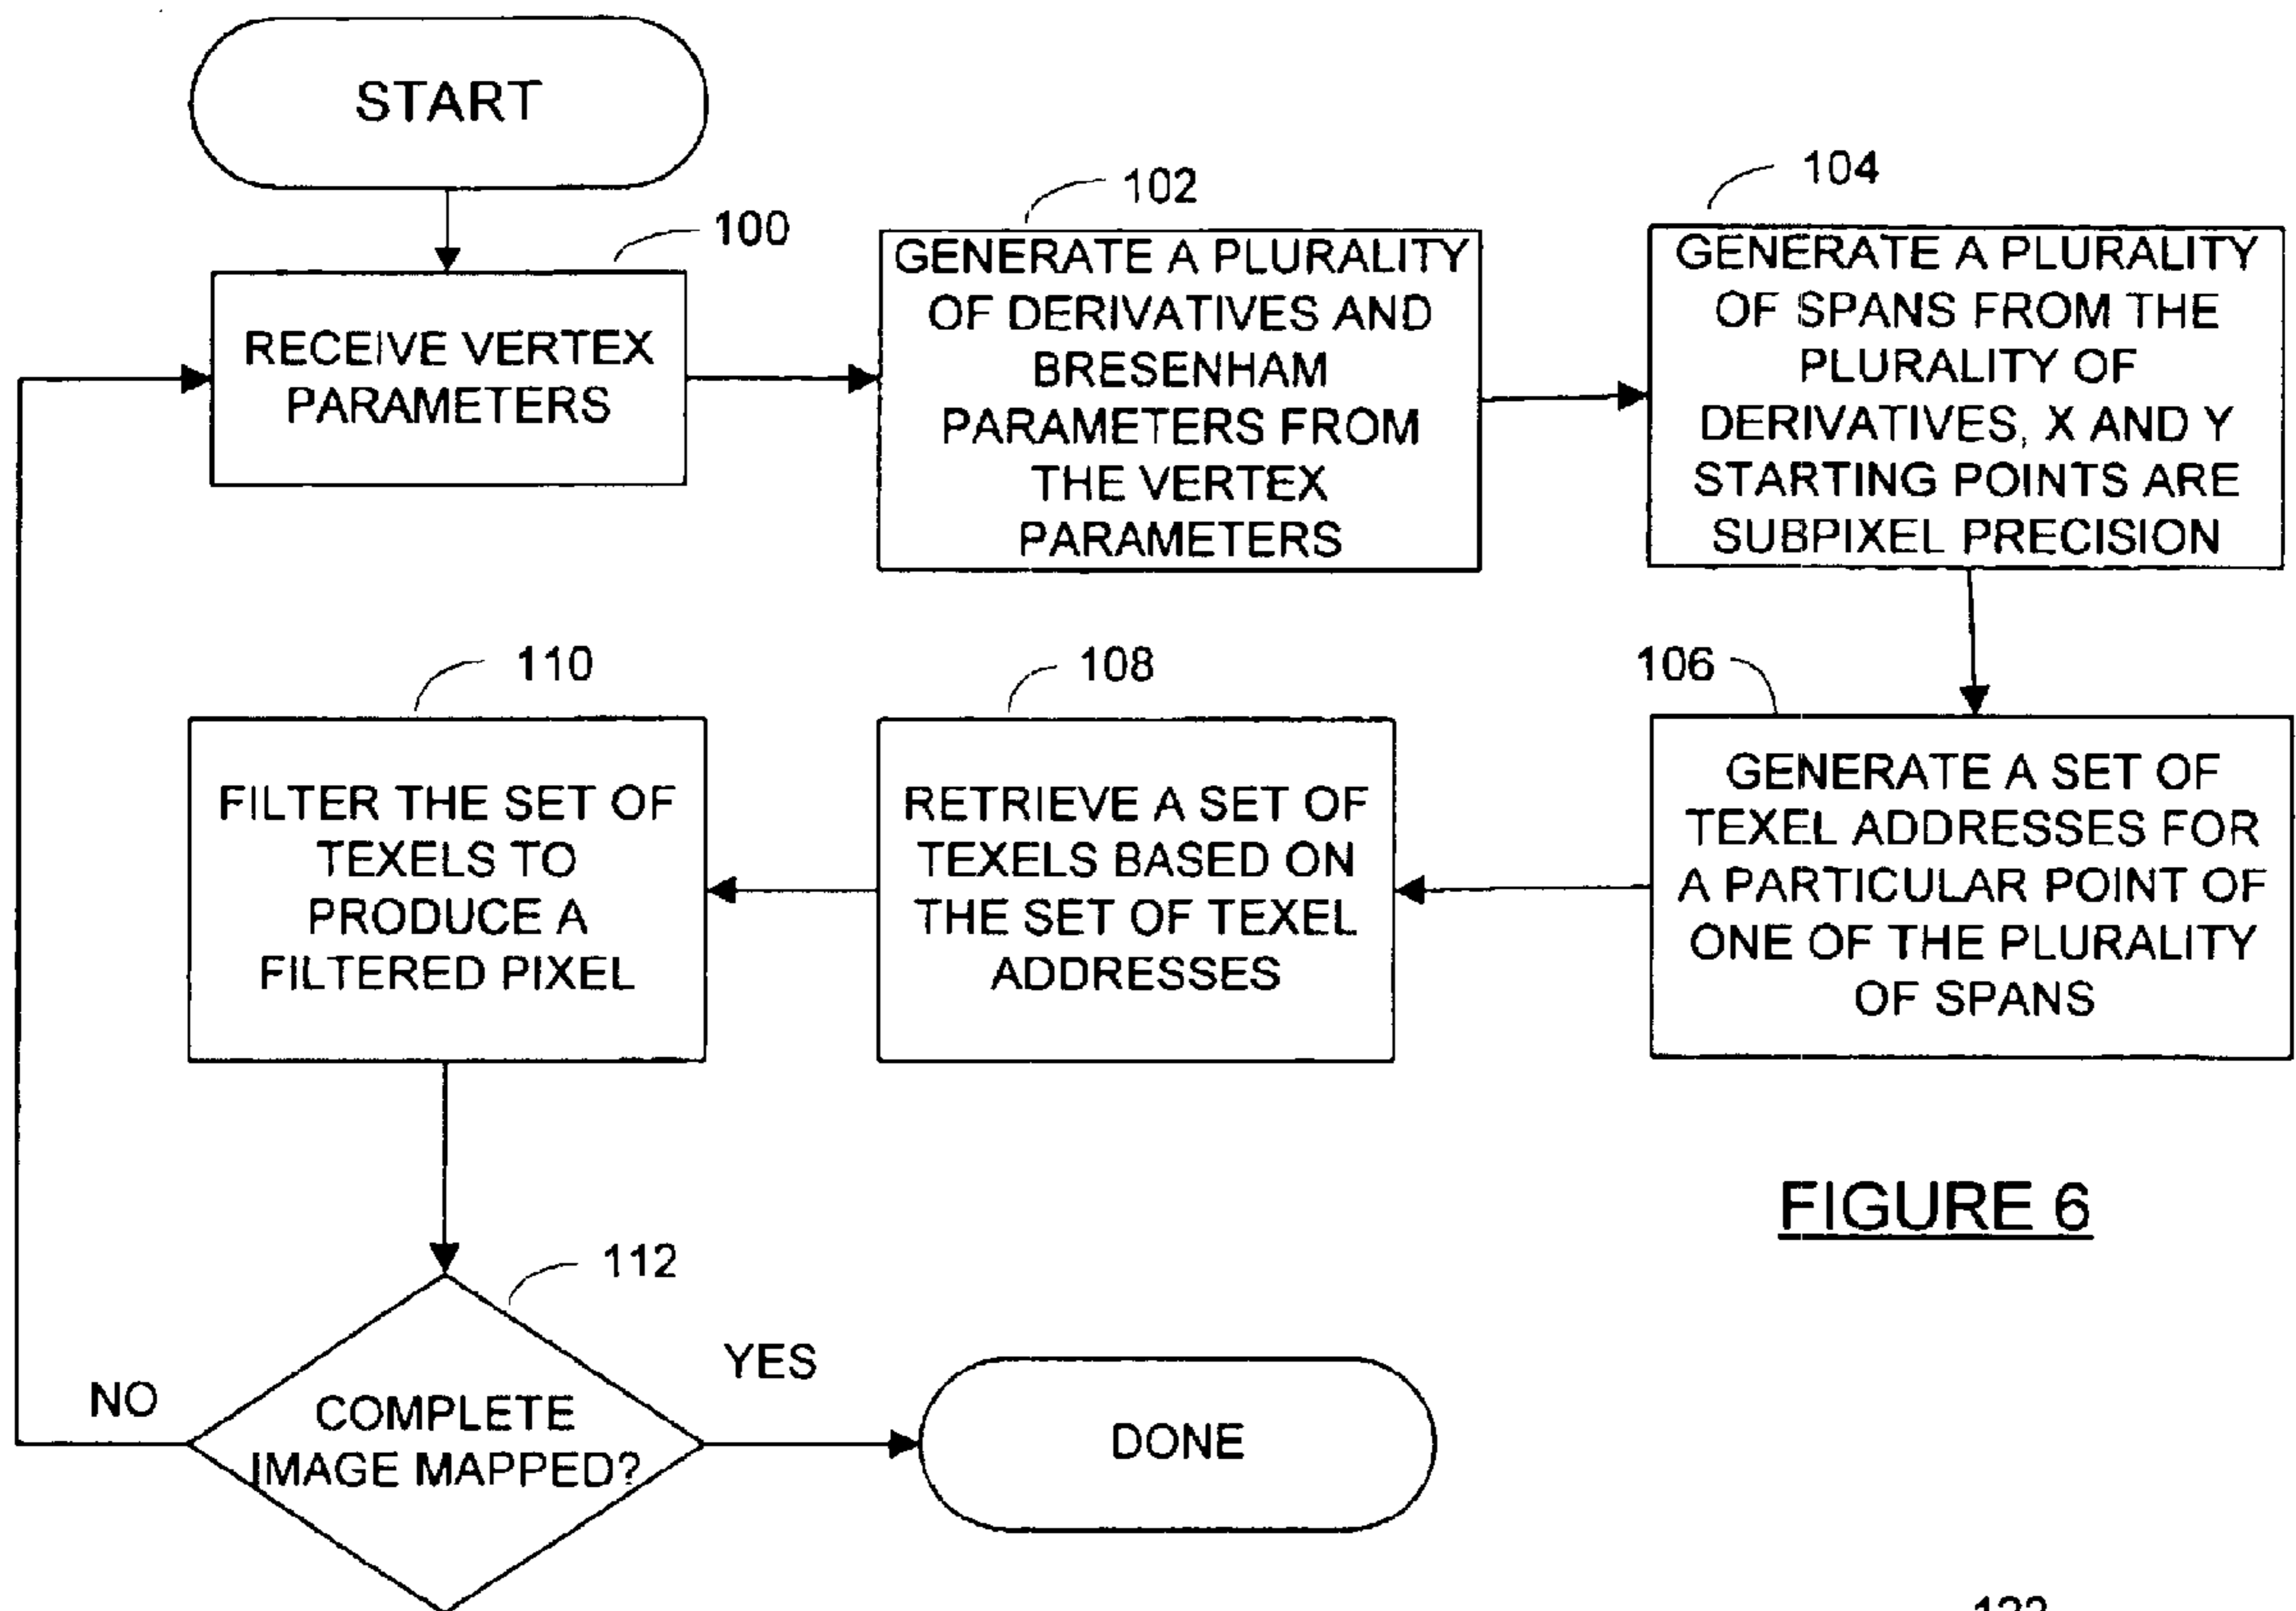 START
100
RECEIVE VERTEX
PARAMETERS
102
GENERATE A PLURALITY
OF DERIVATIVES AND
BRESENHAM
PARAMETERS FROM
THE VERTEX
PARAMETERS
104
GENERATE A PLURALITY
OF SPANS FROM THE
PLURALITY OF
DERIVATIVES, X AND Y
STARTING POINTS ARE
SUBPIXEL PRECISION
106
GENERATE A SET OF
TEXEL ADDRESSES FOR
A PARTICULAR POINT OF
ONE OF THE PLURALITY
OF SPANS
108
RETRIEVE A SET OF
TEXELS BASED ON
THE SET OF TEXEL
ADDRESSES
110
FILTER THE SET OF
TEXELS TO
PRODUCE A
FILTERED PIXEL
112
COMPLETE
IMAGE MAPPED?
NO
YES
DONE
FIGURE 6